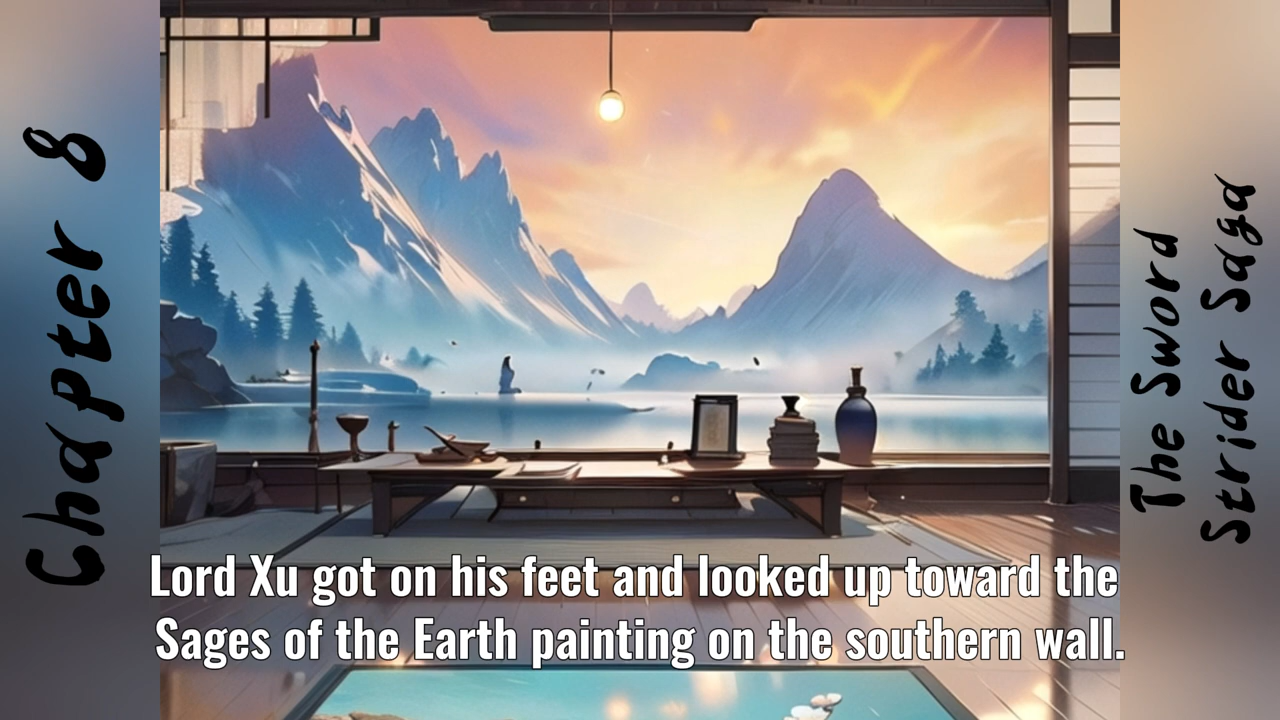 Chapter 8
Lord Xu got on his feet and looked up toward the
Sages of the Earth painting on the southern wall.
The Sword
Strider Saga